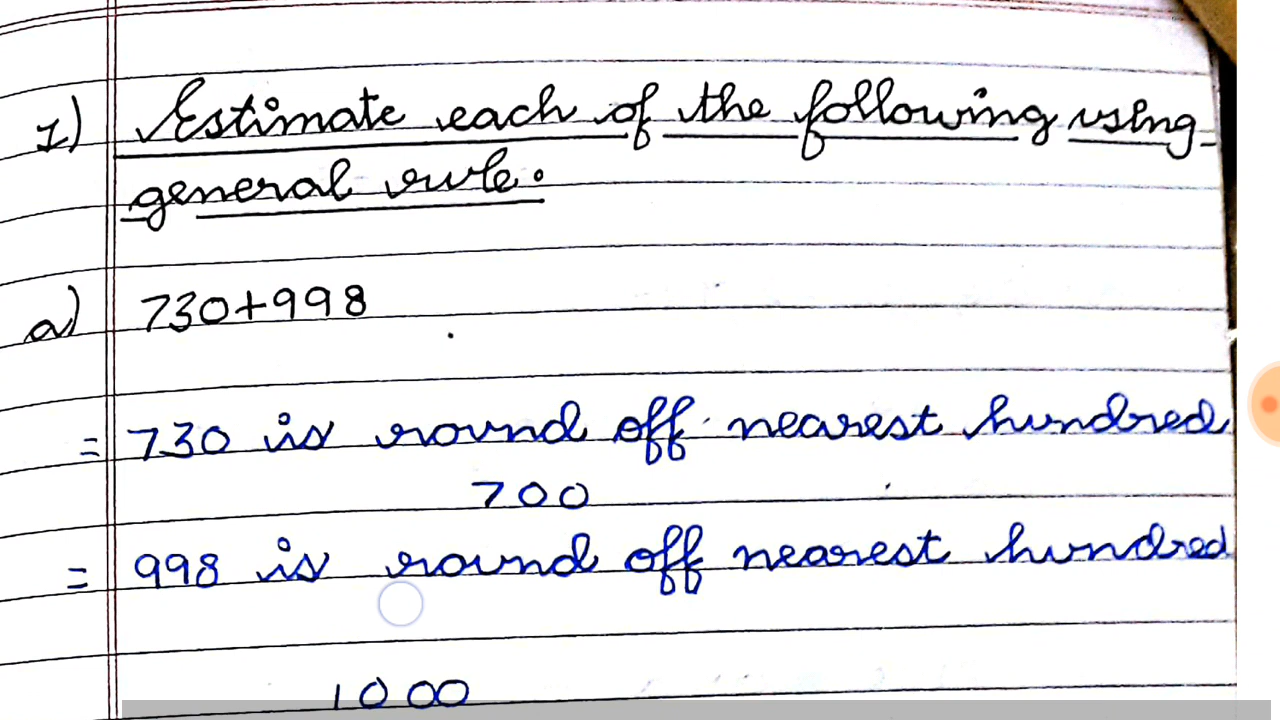 1) Estimate each of the following using
general rule.
a) 730+998
= 730 is round off nearest hundred
700
= 998 is round off nearest hundred
1000